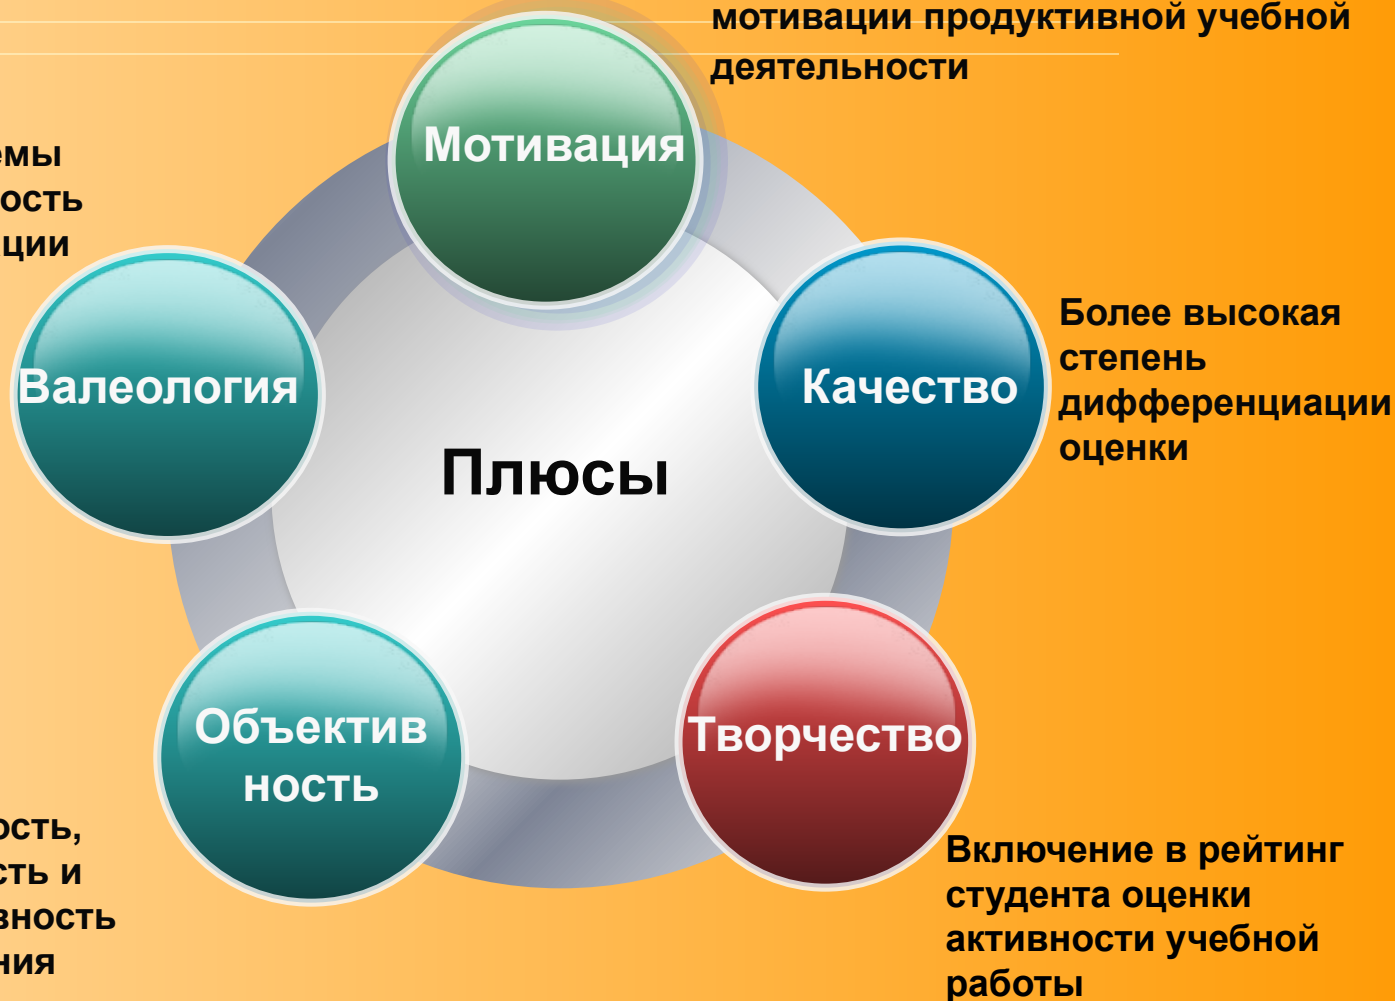 мотивации продуктивной учебной
деятельности
Мотивация
Валеология
Качество
Более высокая
степень
дифференциации
оценки
Плюсы
Объектив
ность
Творчество
сть и
Включение в рейтинг
студента оценки
активности учебной
работы